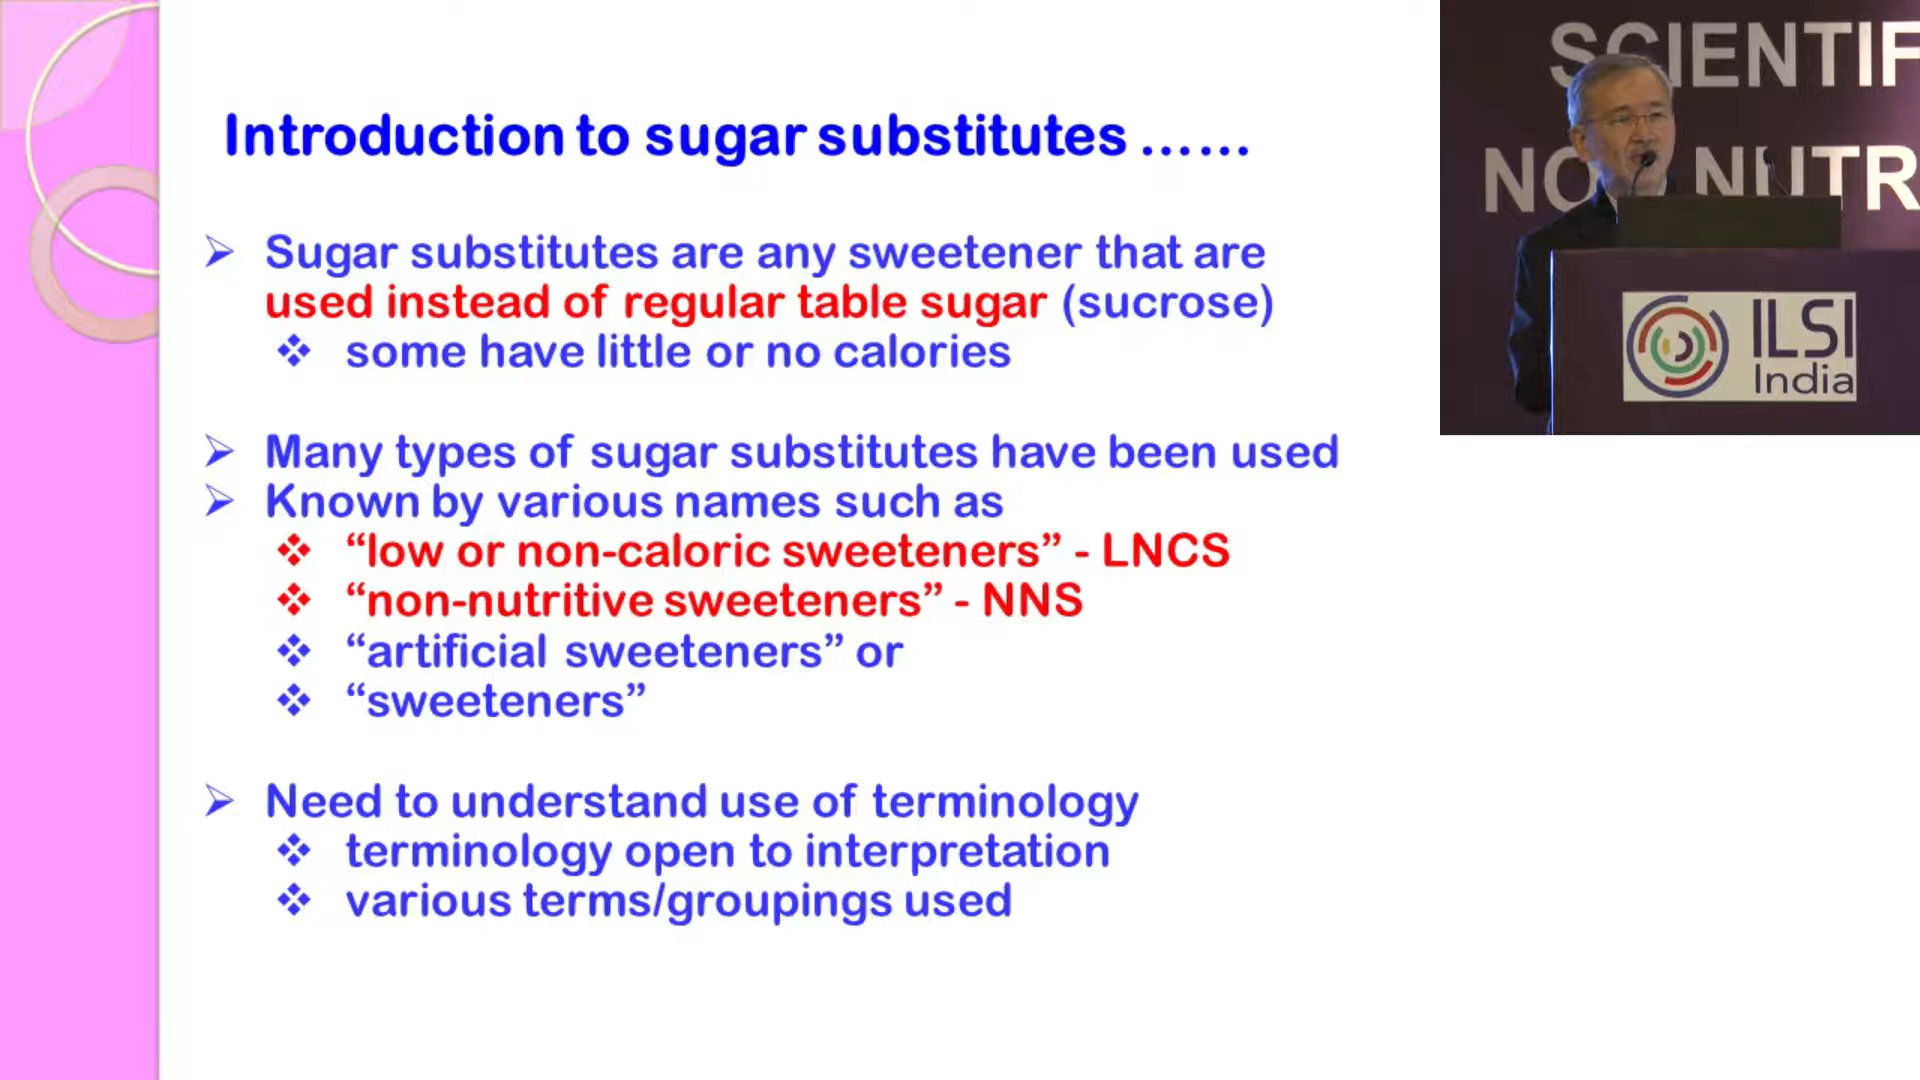 Introduction to sugar substitutes ......
Sugar substitutes are any sweetener that are
used instead of regular table sugar (sucrose)
some have little or no calories
Many types of sugar substitutes have been used
Known by various names such as
“low or non-caloric sweeteners” - LNCS
“non-nutritive sweeteners” - NNS
“artificial sweeteners” or
“sweeteners”
Need to understand use of terminology
terminology open to interpretation
various terms/groupings used
SCIENTIF
NO NUTR
ILSI
India